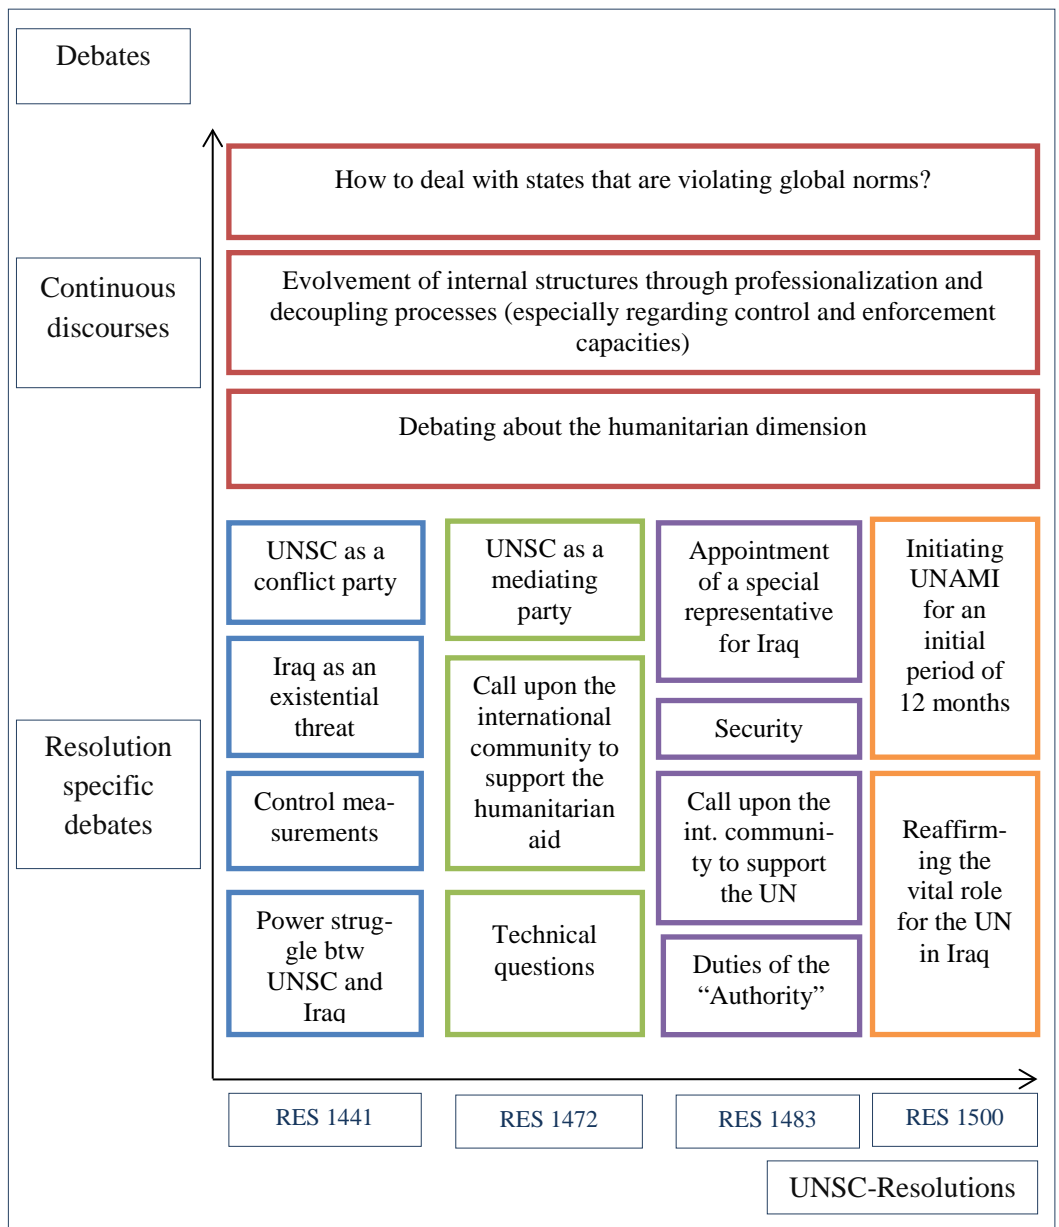 Debates
How to deal with states that are violating global norms?
Continuous
discourses
Evolvement of internal structures through professionalization and
decoupling processes (especially regarding control and enforcement
capacities)
Debating about the humanitarian dimension
Resolution
specific
debates
UNSC as a
conflict party
Iraq as an
existential
threat
Control mea-
surements
Power strug-
gle btw
UNSC and
Iraq
UNSC as a
mediating
party
Call upon the
international
community to
support the
humanitarian
aid
Technical
questions
Appointment
of a special
representative
for Iraq
Security
Call upon the
int. communi-
ty to support
the UN
Duties of the
“Authority”
Initiating
UNAMI
for an
initial
period of
12 months
Reaffirm-
ing the
vital role
for the UN
in Iraq
RES 1441
RES 1472
RES 1483
RES 1500
UNSC-Resolutions